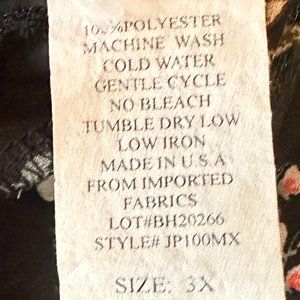 100%POLYESTER
MACHINE WASH
COLD WATER
GENTLE CYCLE
NO BLEACH
TUMBLE DRY LOW
LOW IRON
MADE IN U.S.A
FROM IMPORTED
FABRICS
LOT#BH20266
STYLE# JP100MX
SIZE: 3X